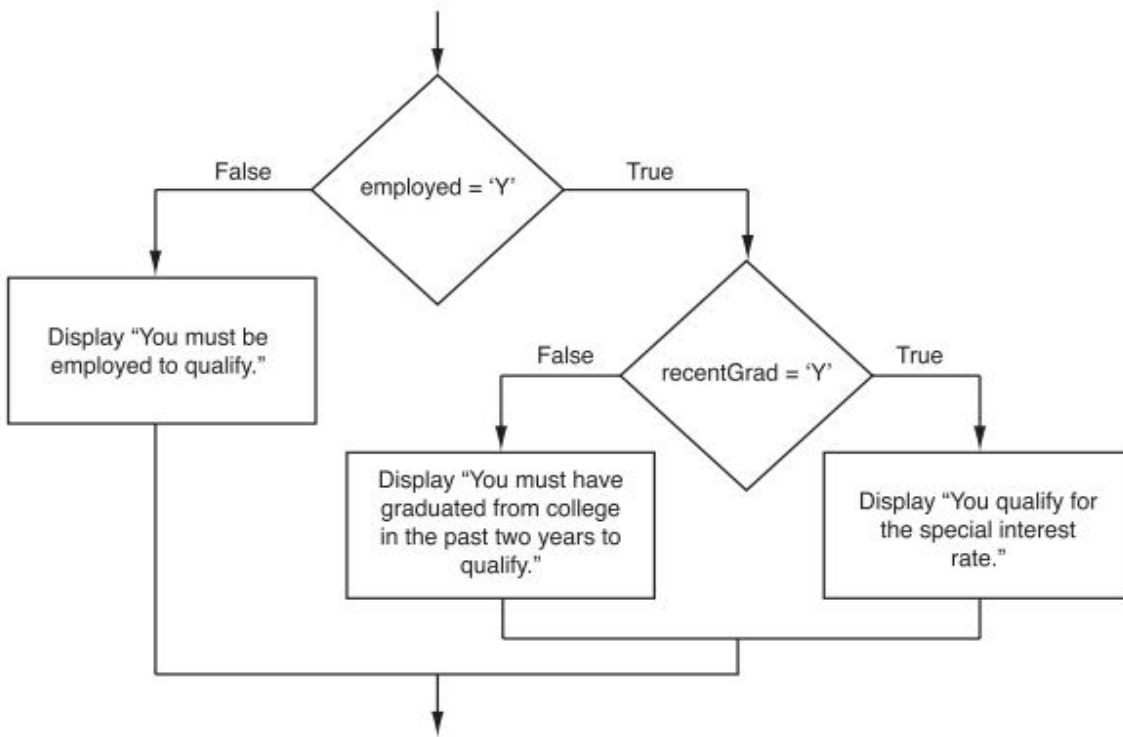 employed = ‘Y’
False
True
Display “You must be
employed to qualify.”
recentGrad = ‘Y’
False
True
Display “You must have
graduated from college
in the past two years to
qualify.”
Display “You qualify for
the special interest
rate.”